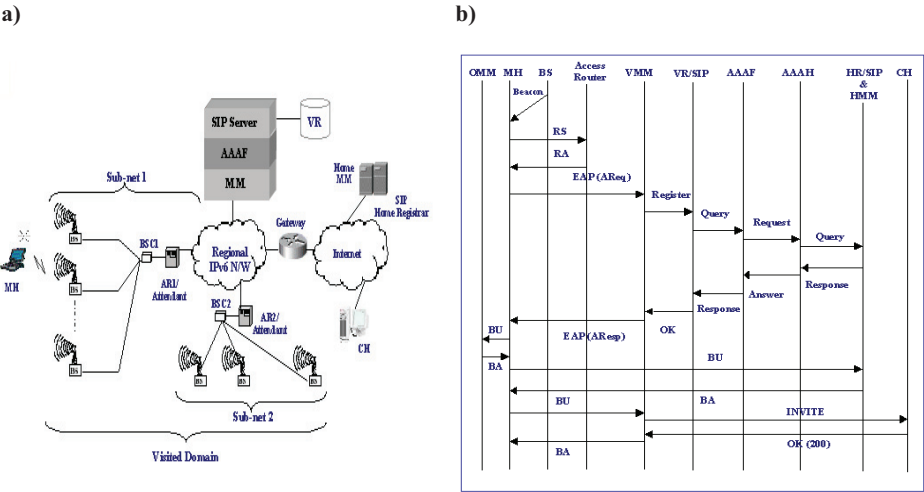 a)
SIP Server
VR
AAAF
M.M.
Home
MM
SIP
Home Registrar
Sub-net 1
Gateway
BS
BSC1
Regional
IPv6 N/W
Internet
MH
BS
AR1/
Attendant
BSC2
AR2/
Attendant
CH
BS
BS
BS
BS
Sub-net 2
Visited Domain
b)
OMM MH BS Access Router VMM VR/SIP AAAF AAAH HR/SIP & HMM CH
Beacon
RS
RA
EAP(AReq)
Register
Query
Request
Query
Response
Answer
Response
OK
EAP(AResp)
BU
BA
BU
BA
BU
INVITE
OK (200)
BA